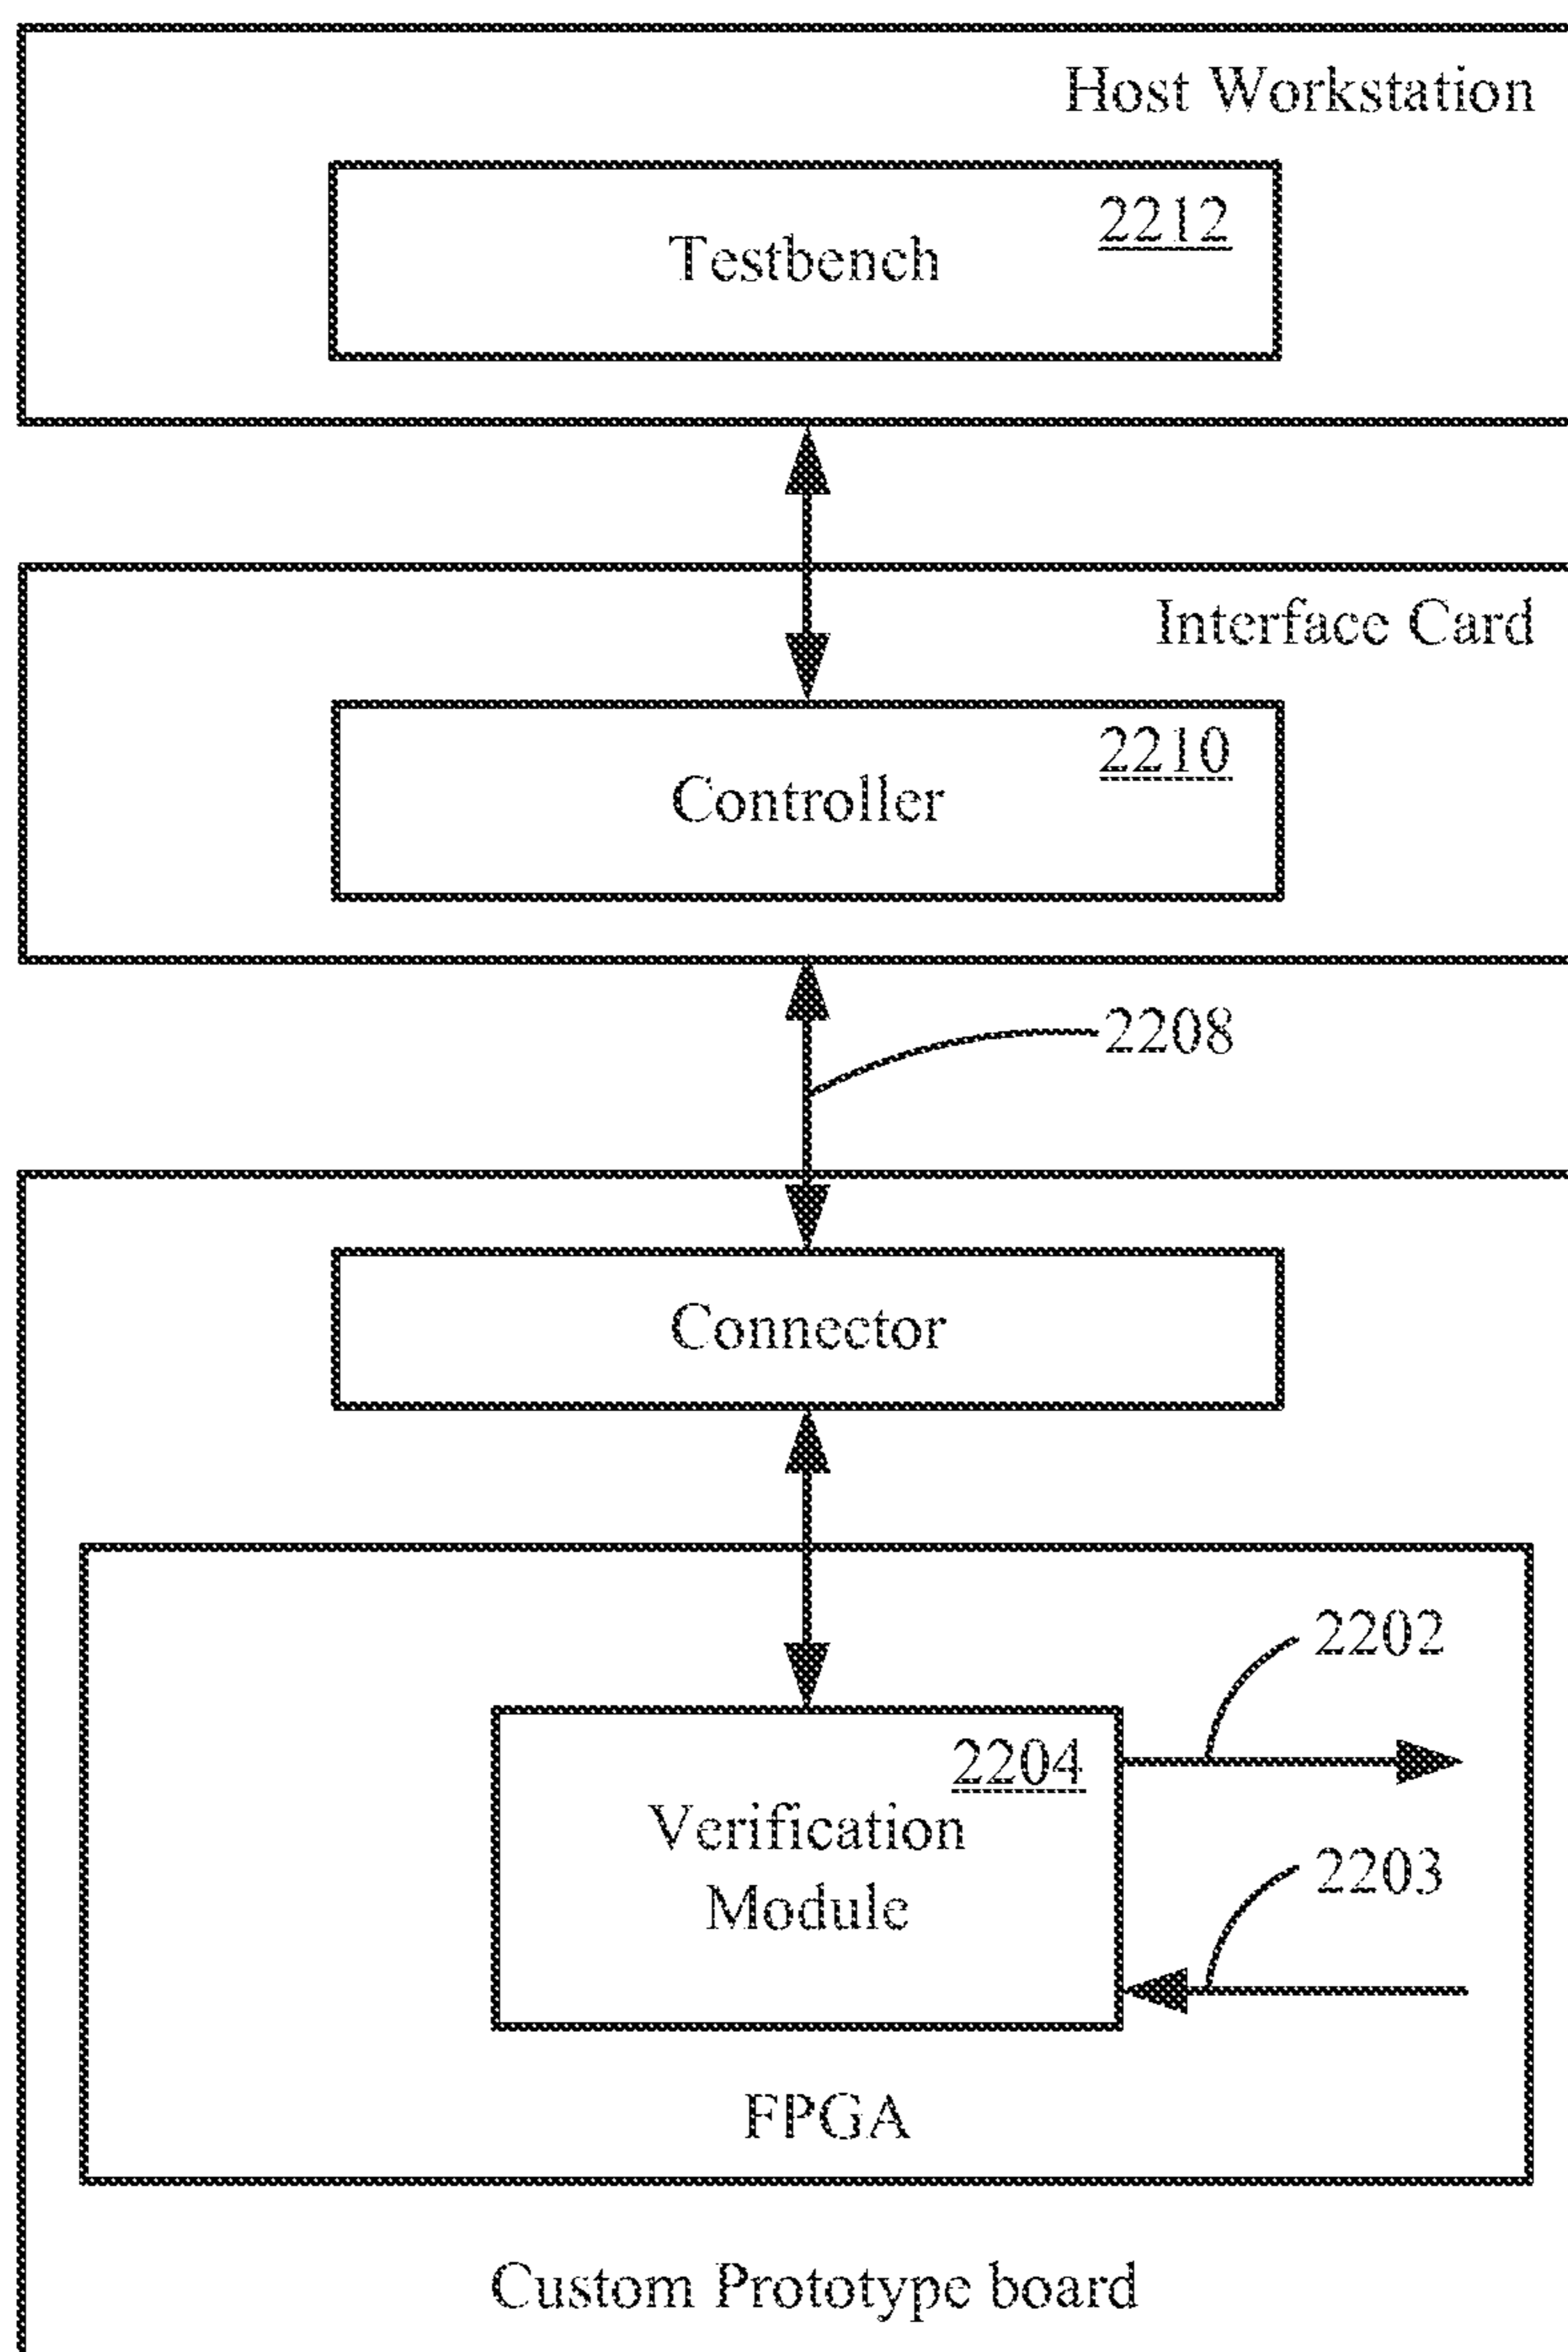 Host Workstation
2212
Testbench
Interface Card
2210
Controller
2208
Connector
2202
2204
Verification
Module
2203
FPGA
Custom Prototype board